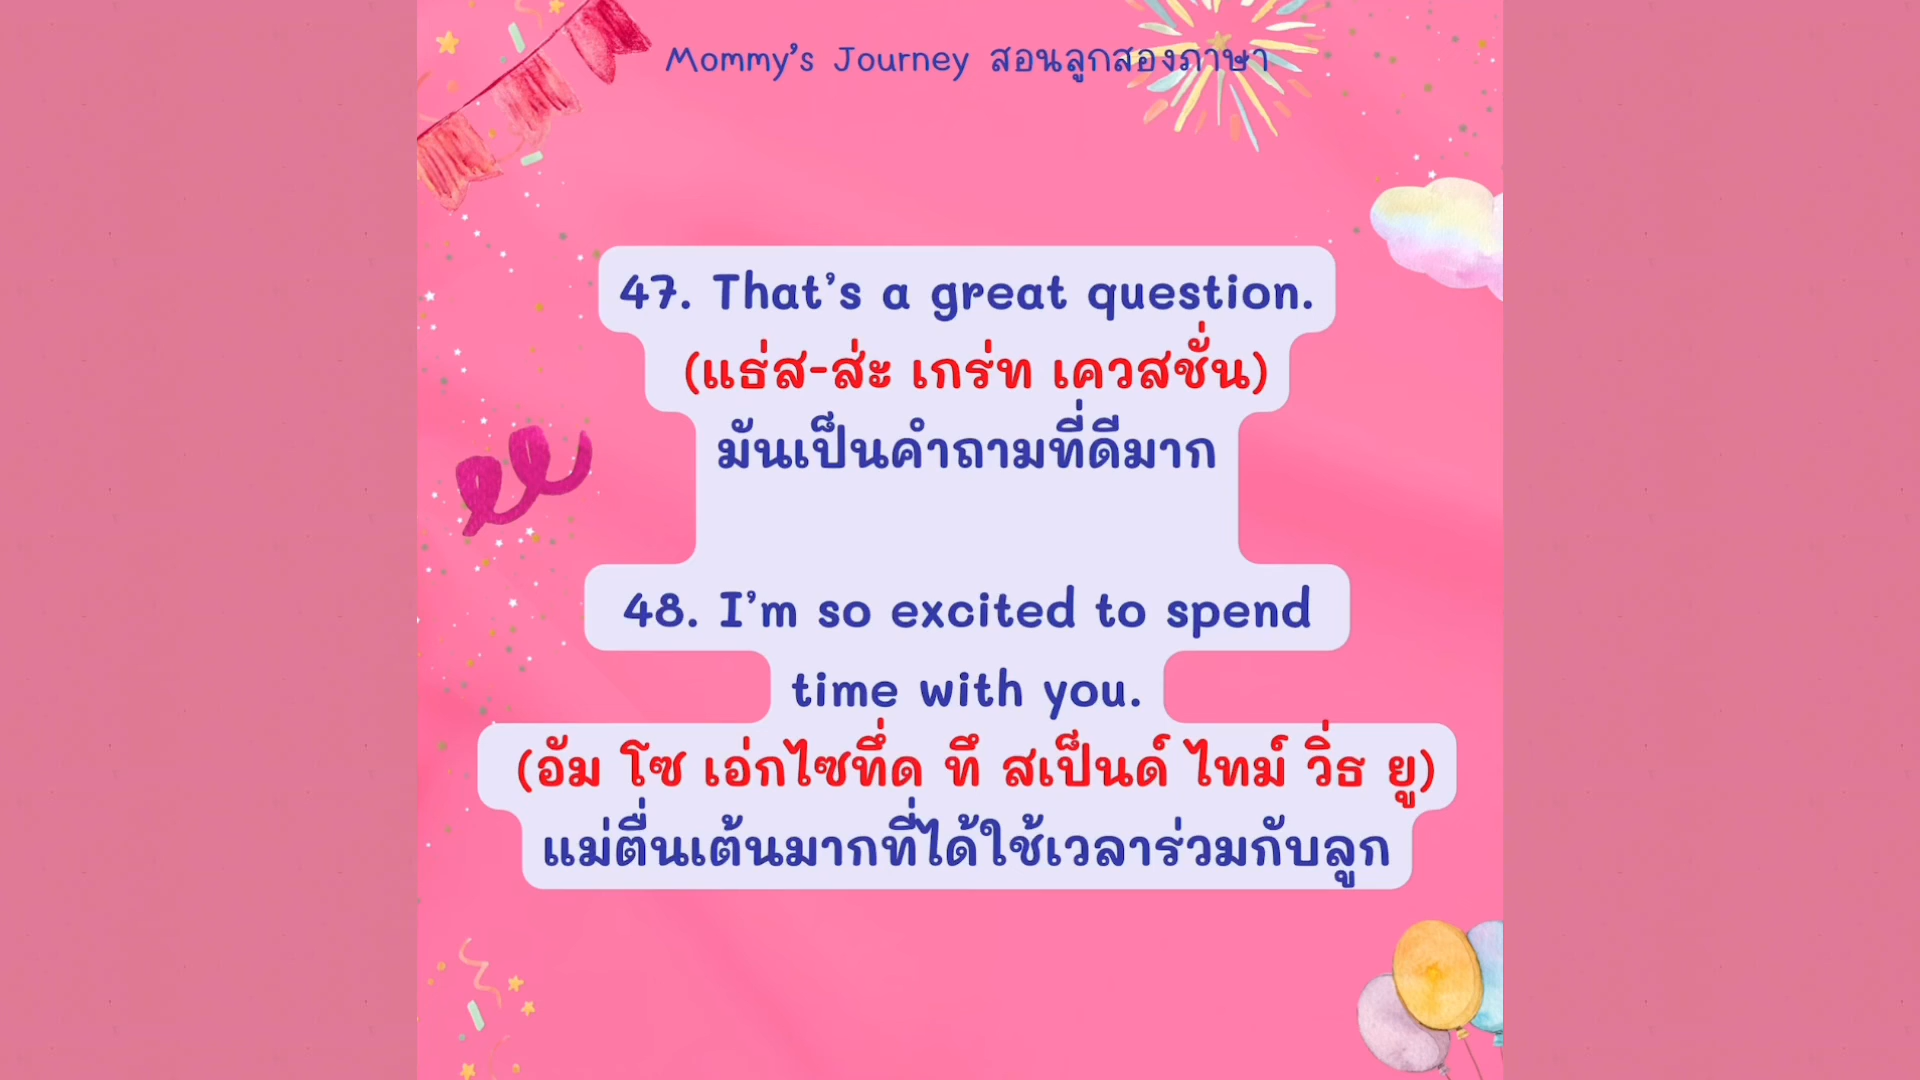 Mommy's Journey สอนลูกสองภาษา
47. That's a great question.
(แธ่ส-ส่ะ เกร่ท เควสชั่น)
มันเป็นคำถามที่ดีมาก
48. I'm so excited to spend
time with you.
(อัม โซ เอ่กไซทึ่ด ทึ สเป็นด์ ไทม์ วิ่ธ ยู)
แม่ตื่นเต้นมากที่ได้ใช้เวลาร่วมกับลูก